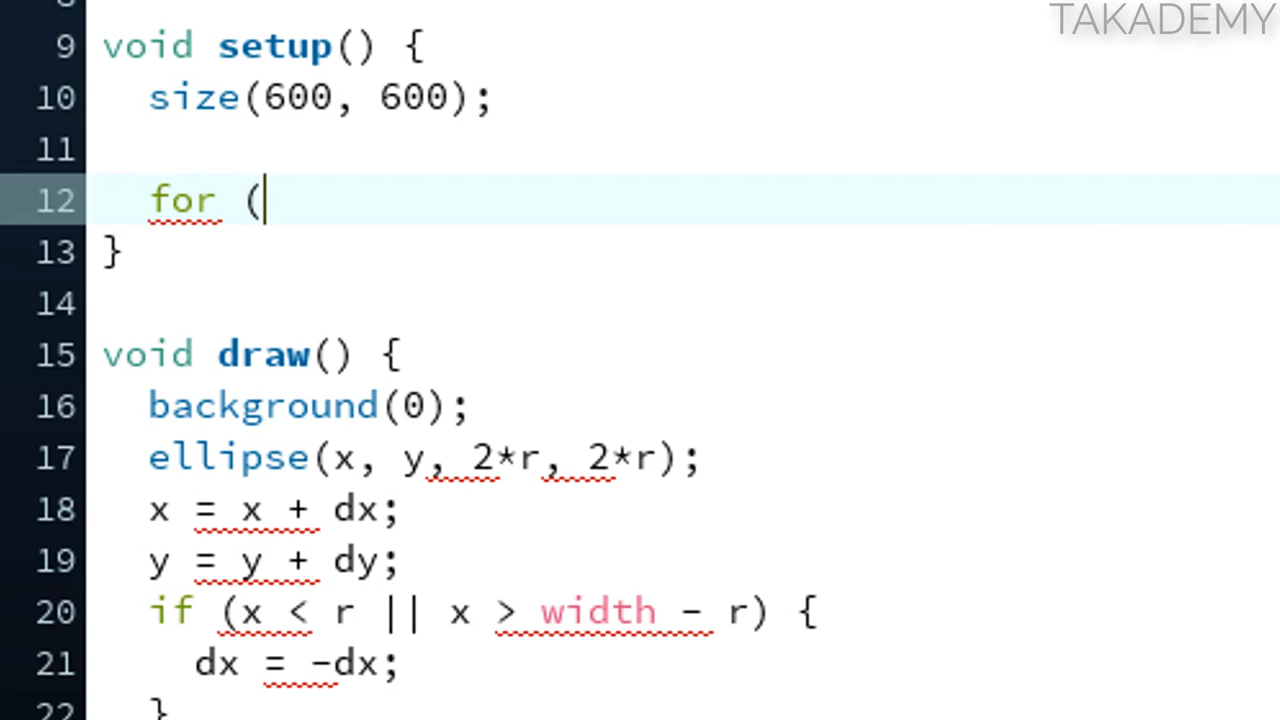 TAKADEMY
9 void setup() {
10 size(600, 600);
11
12 for (
13 }
14
15 void draw() {
16 background(0);
17 ellipse(x, y, 2*r, 2*r);
18 x = x + dx;
19 y = y + dy;
20 if (x < r || x > width - r) {
21 dx = -dx;
22 }